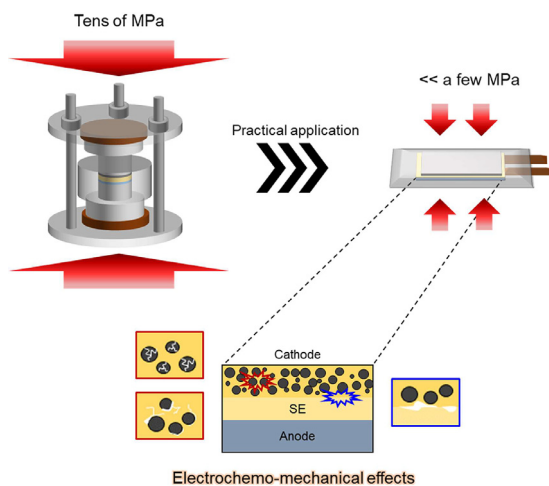 Tens of MPa
<< a few MPa
Practical application
Cathode
SE
Anode
Electrochemo-mechanical effects